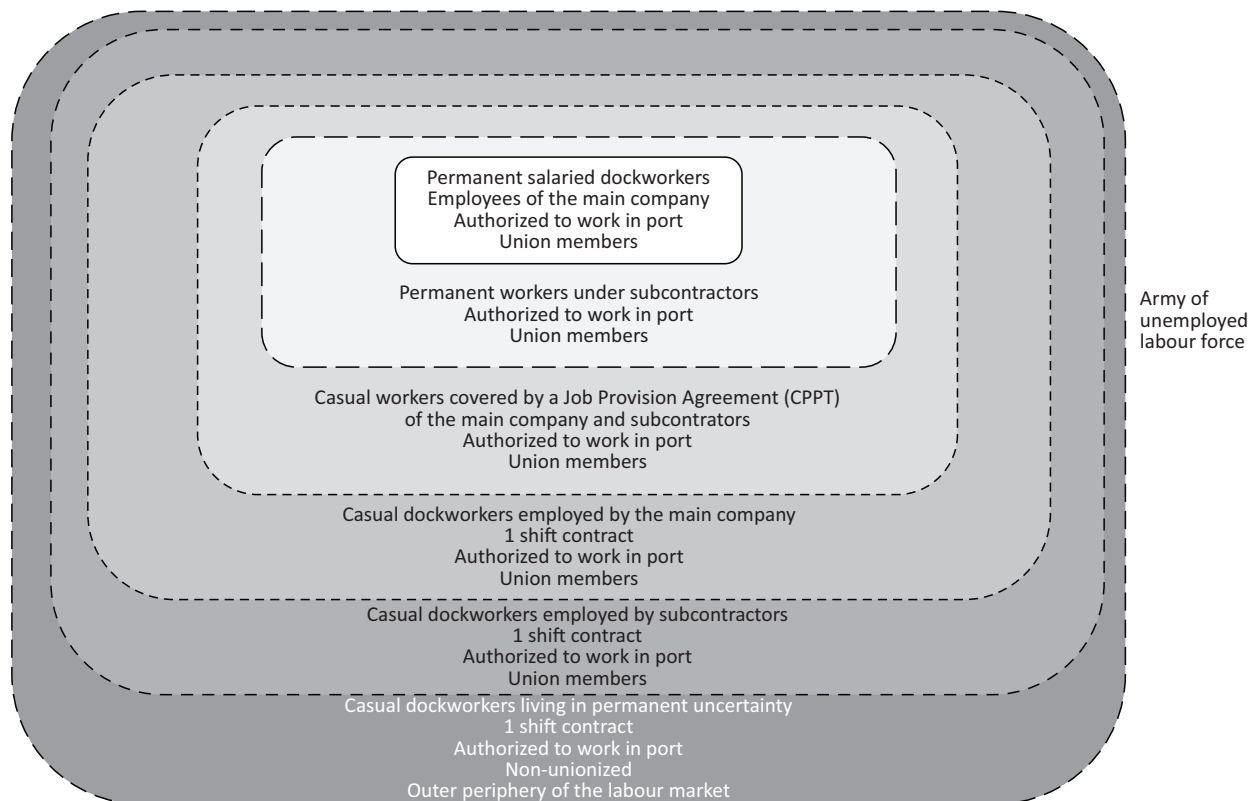 Permanent salaried dockworkers
Employees of the main company
Authorized to work in port
Union members
Permanent workers under subcontractors
Authorized to work in port
Union members
Army of
unemployed
labour force
Casual workers covered by a Job Provision Agreement (CPPT)
of the main company and subcontrators
Authorized to work in port
Union members
Casual dockworkers employed by the main company
1 shift contract
Authorized to work in port
Union members
Casual dockworkers employed by subcontractors
1 shift contract
Authorized to work in port
Union members
Casual dockworkers living in permanent uncertainty
1 shift contract
Authorized to work in port
Non-unionized
Outer periphery of the labour market